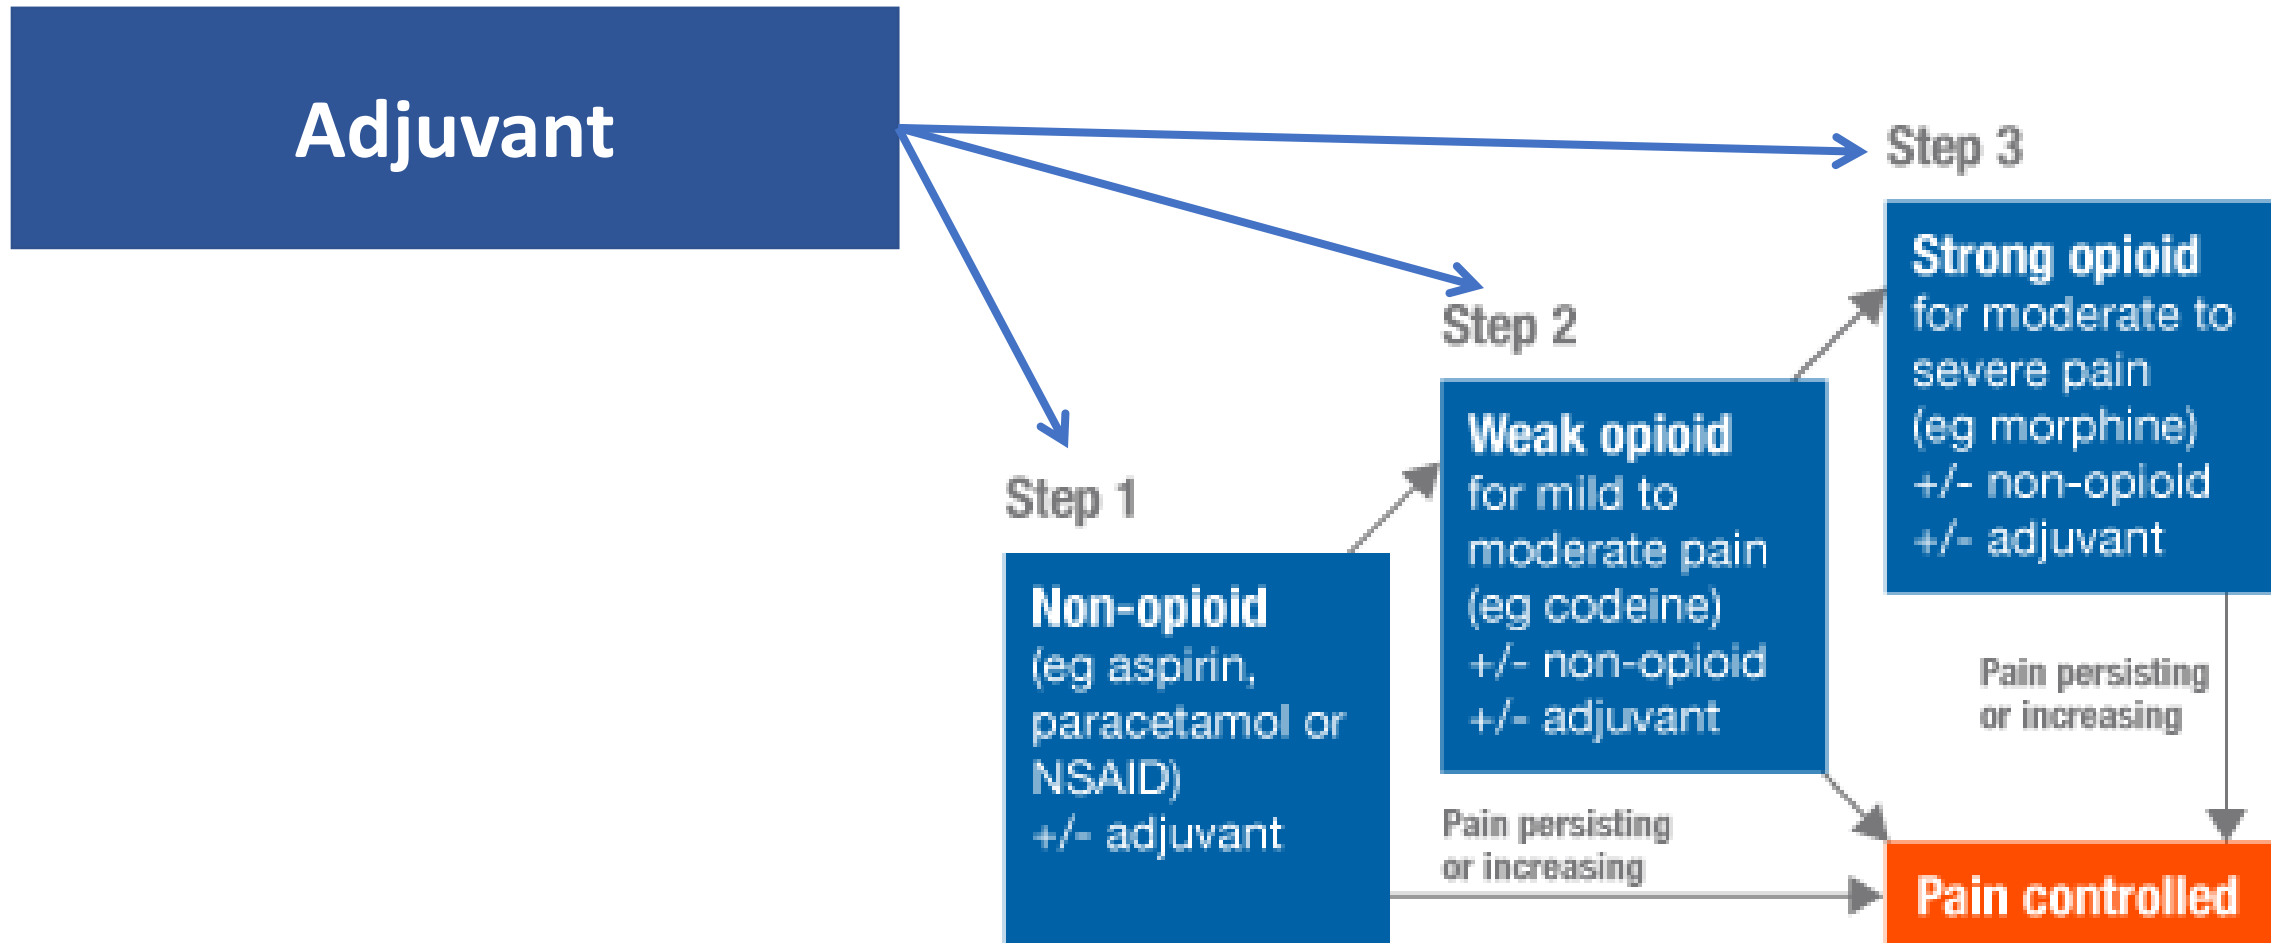 Adjuvant
Step 3
Strong opioid
for moderate to
severe pain
(eg morphine)
+/- non-opioid
+/- adjuvant
Step 2
Weak opioid
for mild to
moderate pain
(eg codeine)
+/- non-opioid
+/- adjuvant
Step 1
Non-opioid
(eg aspirin,
paracetamol or
NSAID)
+/- adjuvant
Pain persisting
or increasing
Pain persisting
or increasing
Pain controlled